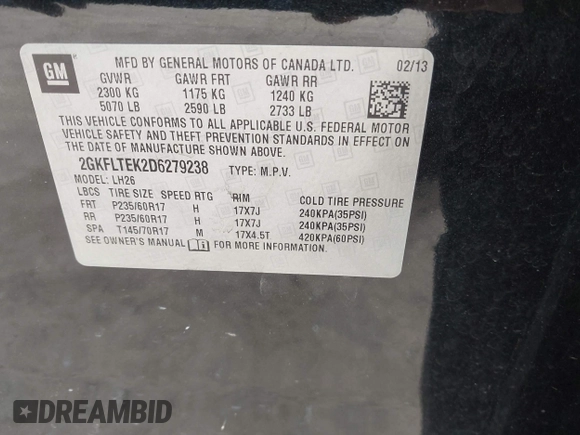 GM
MFD BY GENERAL MOTORS OF CANADA LTD. 02/13
GVWR GAWR FRT GAWR RR
2300 KG 1175 KG 1240 KG
5070 LB 2590 LB 2733 LB
THIS VEHICLE CONFORMS TO ALL APPLICABLE U.S. FEDERAL MOTOR
VEHICLE SAFETY AND THEFT PREVENTION STANDARDS IN EFFECT ON
THE DATE OF MANUFACTURE SHOWN ABOVE.
2GKFLTEK2D6279238 TYPE: M.P.V.
MODEL: LH26
LBCS TIRE SIZE SPEED RTG RIM COLD TIRE PRESSURE
FRT P235/60R17 H 17X7J 240KPA(35PSI)
RR P235/60R17 H 17X7J 240KPA(35PSI)
SPA T145/70R17 M 17X4.5T 420KPA(60PSI)
SEE OWNER'S MANUAL FOR MORE INFORMATION
DREAMBID